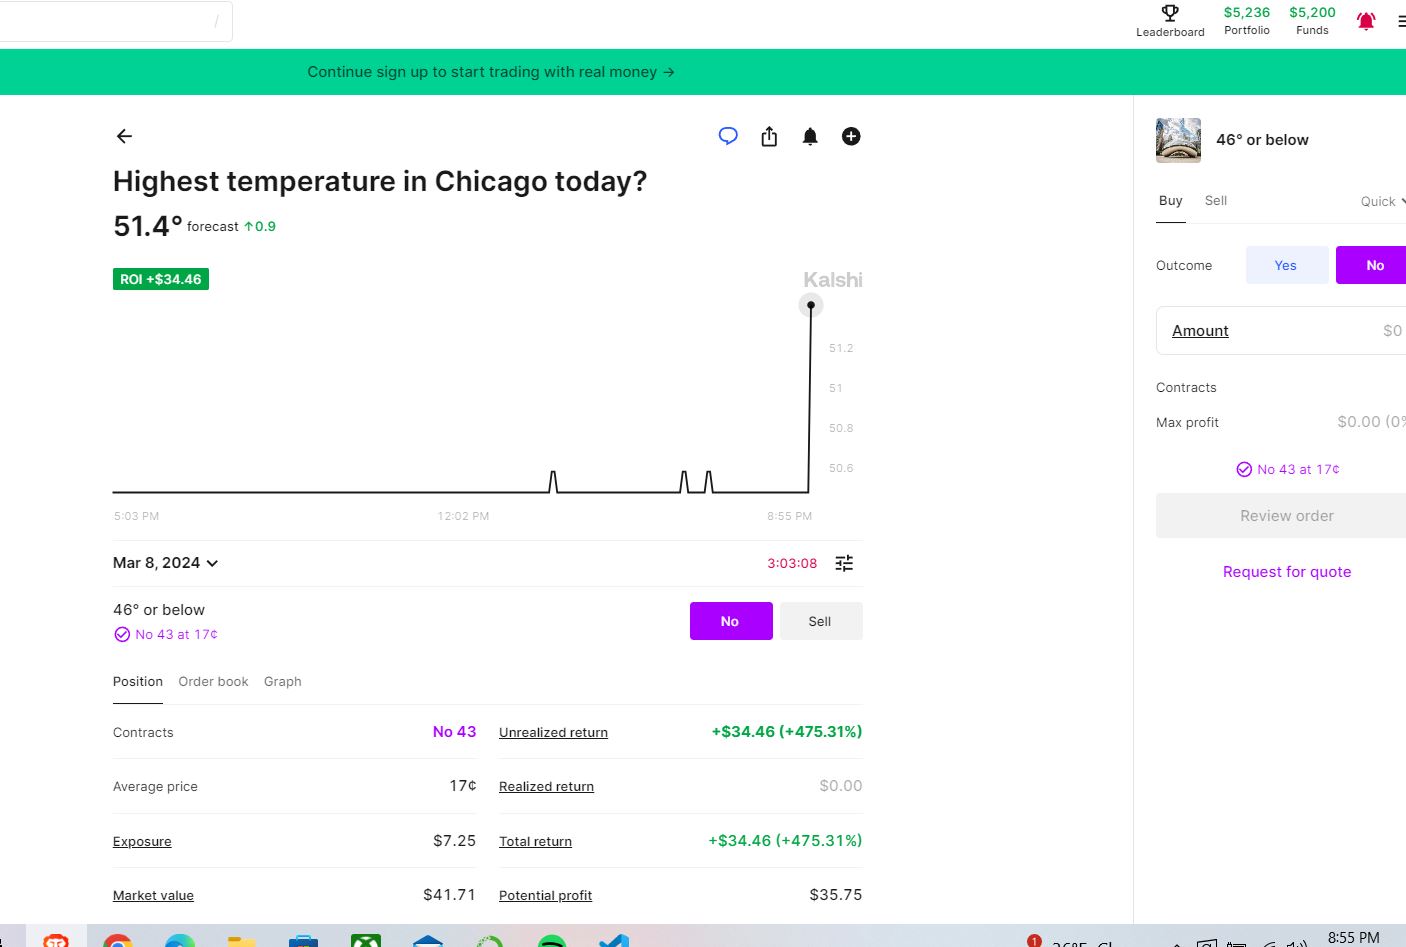 /
Leaderboard
$5,236
Portfolio
$5,200
Funds
Continue sign up to start trading with real money →
Highest temperature in Chicago today?
51.4° forecast ↑0.9
ROI +$34.46
Kalshi
51.2
51
50.8
50.6
5:03 PM
12:02 PM
8:55 PM
Mar 8, 2024
3:03:08
46° or below
No 43 at 17¢
No
Sell
Position
Order book
Graph
Contracts
No 43
Unrealized return
+$34.46 (+475.31%)
Average price
17¢
Realized return
$0.00
Exposure
$7.25
Total return
+$34.46 (+475.31%)
Market value
$41.71
Potential profit
$35.75
46° or below
Buy
Sell
Quick
Outcome
Yes
No
Amount
$0
Contracts
Max profit
$0.00 (0%
No 43 at 17¢
Review order
Request for quote
1
8:55 PM